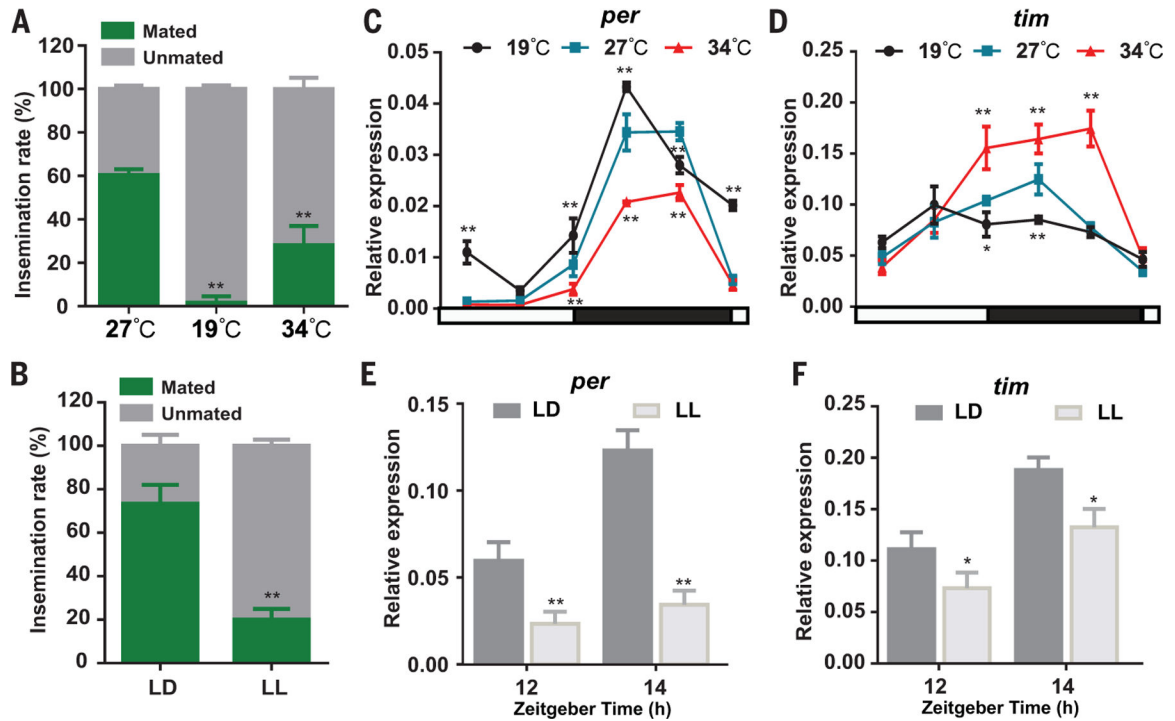 A
Mated
Unmated
Insemination rate (%)
120
100
80
60
40
20
0
**
**
27°C
19°C
34°C
B
Mated
Unmated
Insemination rate (%)
120
100
80
60
40
20
0
**
LD
LL
C
per
19°C
27°C
34°C
Relative expression
0.05
0.04
0.03
0.02
0.01
0.00
**
**
**
**
**
**
**
**
D
tim
19°C
27°C
34°C
Relative expression
0.25
0.20
0.15
0.10
0.05
0.00
**
**
**
*
**
E
per
LD
LL
Relative expression
0.15
0.10
0.05
0.00
**
**
12
14
Zeitgeber Time (h)
F
tim
LD
LL
Relative expression
0.25
0.20
0.15
0.10
0.05
0.00
*
*
12
14
Zeitgeber Time (h)